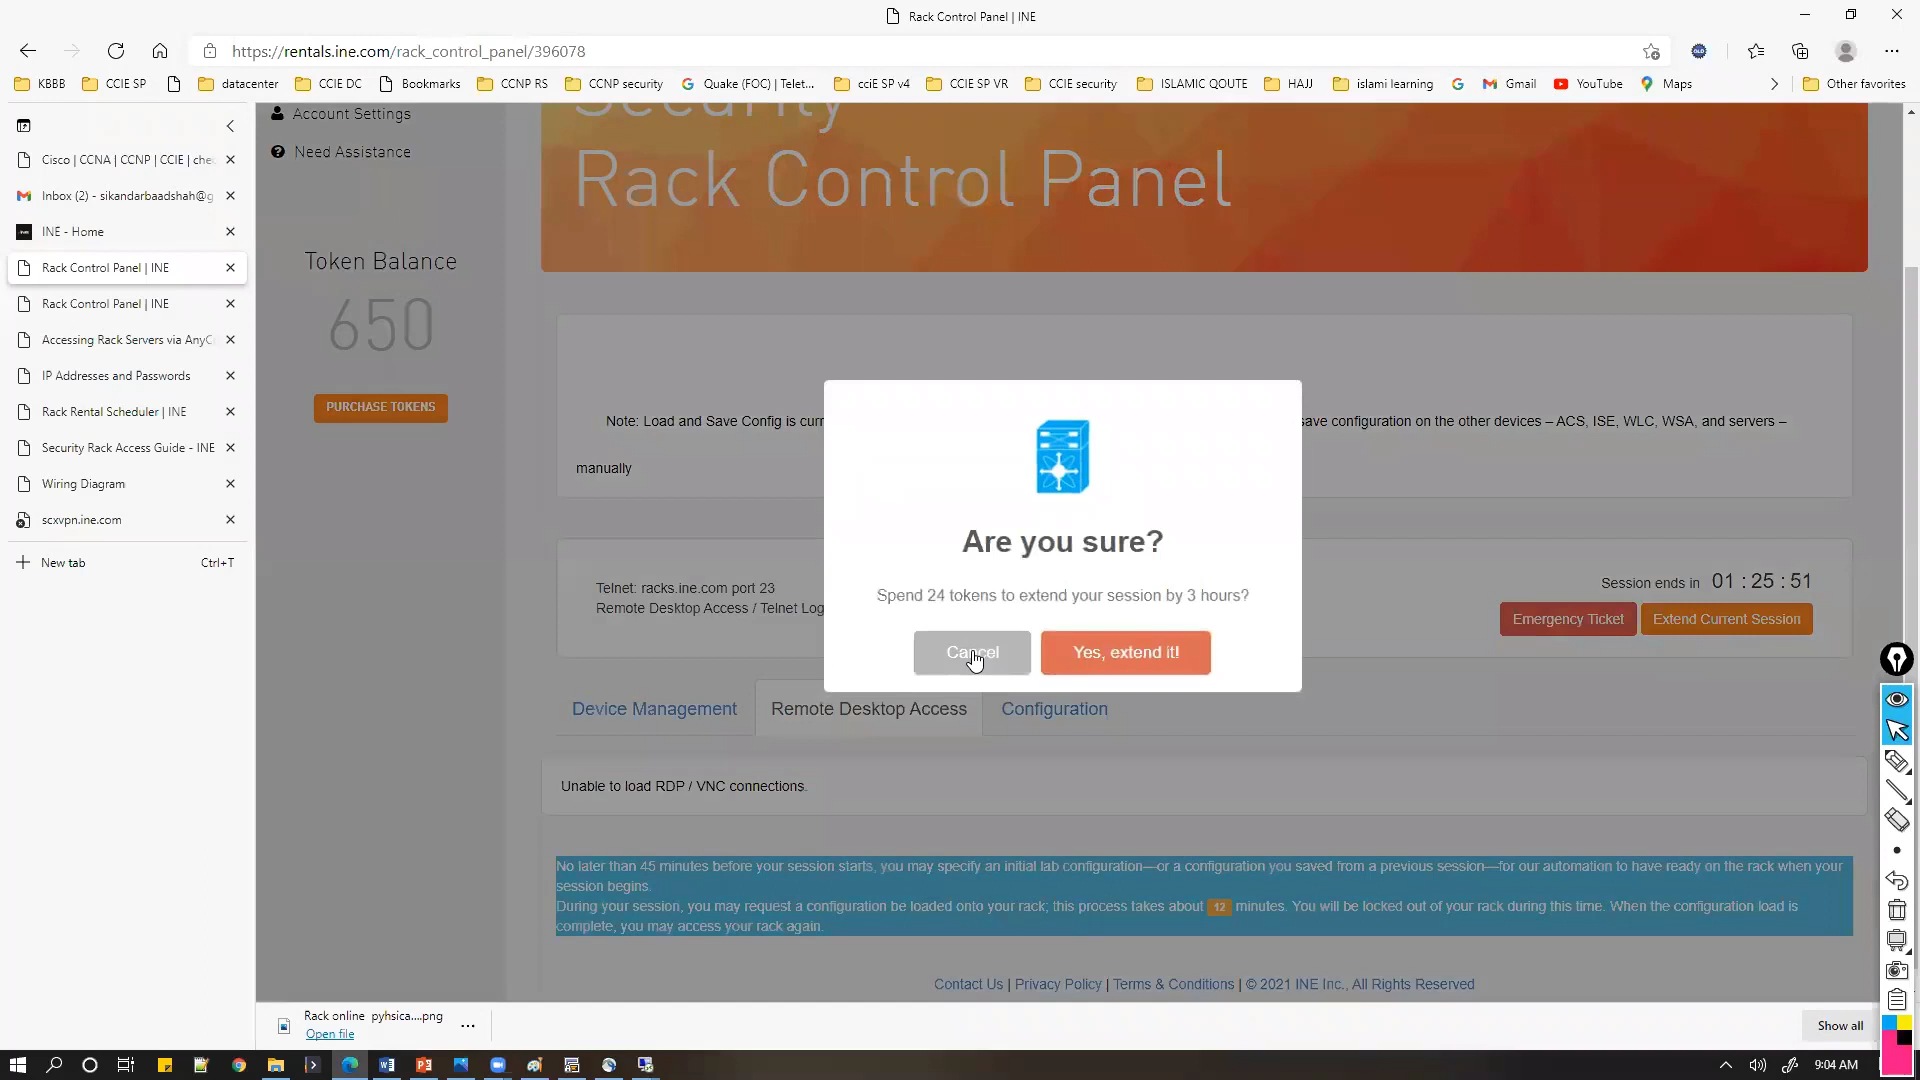 Rack Control Panel | INE
https://rentals.ine.com/rack_control_panel/396078
KBBB
CCIE SP
datacenter
CCIE DC
Bookmarks
CCNP RS
CCNP security
Quake (FOC) | Telet...
cciE SP v4
CCIE SP VR
CCIE security
ISLAMIC QOUTE
HAJJ
islami learning
Gmail
YouTube
Maps
Other favorites
Cisco | CCNA | CCNP | CCIE | che
Inbox (2) - sikandarbaadshah@g
INE - Home
Rack Control Panel | INE
Rack Control Panel | INE
Accessing Rack Servers via AnyC
IP Addresses and Passwords
Rack Rental Scheduler | INE
Security Rack Access Guide - INE
Wiring Diagram
scxvpn.ine.com
New tab
Ctrl+T
Account Settings
Need Assistance
Token Balance
650
PURCHASE TOKENS
Security
Rack Control Panel
Note: Load and Save Config is curr
save configuration on the other devices – ACS, ISE, WLC, WSA, and servers –
manually
Are you sure?
Spend 24 tokens to extend your session by 3 hours?
Cancel
Yes, extend it!
Telnet: racks.ine.com port 23
Remote Desktop Access / Telnet Log
Session ends in 01 : 25 : 51
Emergency Ticket
Extend Current Session
Device Management
Remote Desktop Access
Configuration
Unable to load RDP / VNC connections.
No later than 45 minutes before your session starts, you may specify an initial lab configuration—or a configuration you saved from a previous session—for our automation to have ready on the rack when your
session begins.
During your session, you may request a configuration be loaded onto your rack; this process takes about 12 minutes. You will be locked out of your rack during this time. When the configuration load is
complete, you may access your rack again.
Contact Us | Privacy Policy | Terms & Conditions | © 2021 INE Inc., All Rights Reserved
Rack online pyhsica....png
Open file
Show all
9:04 AM